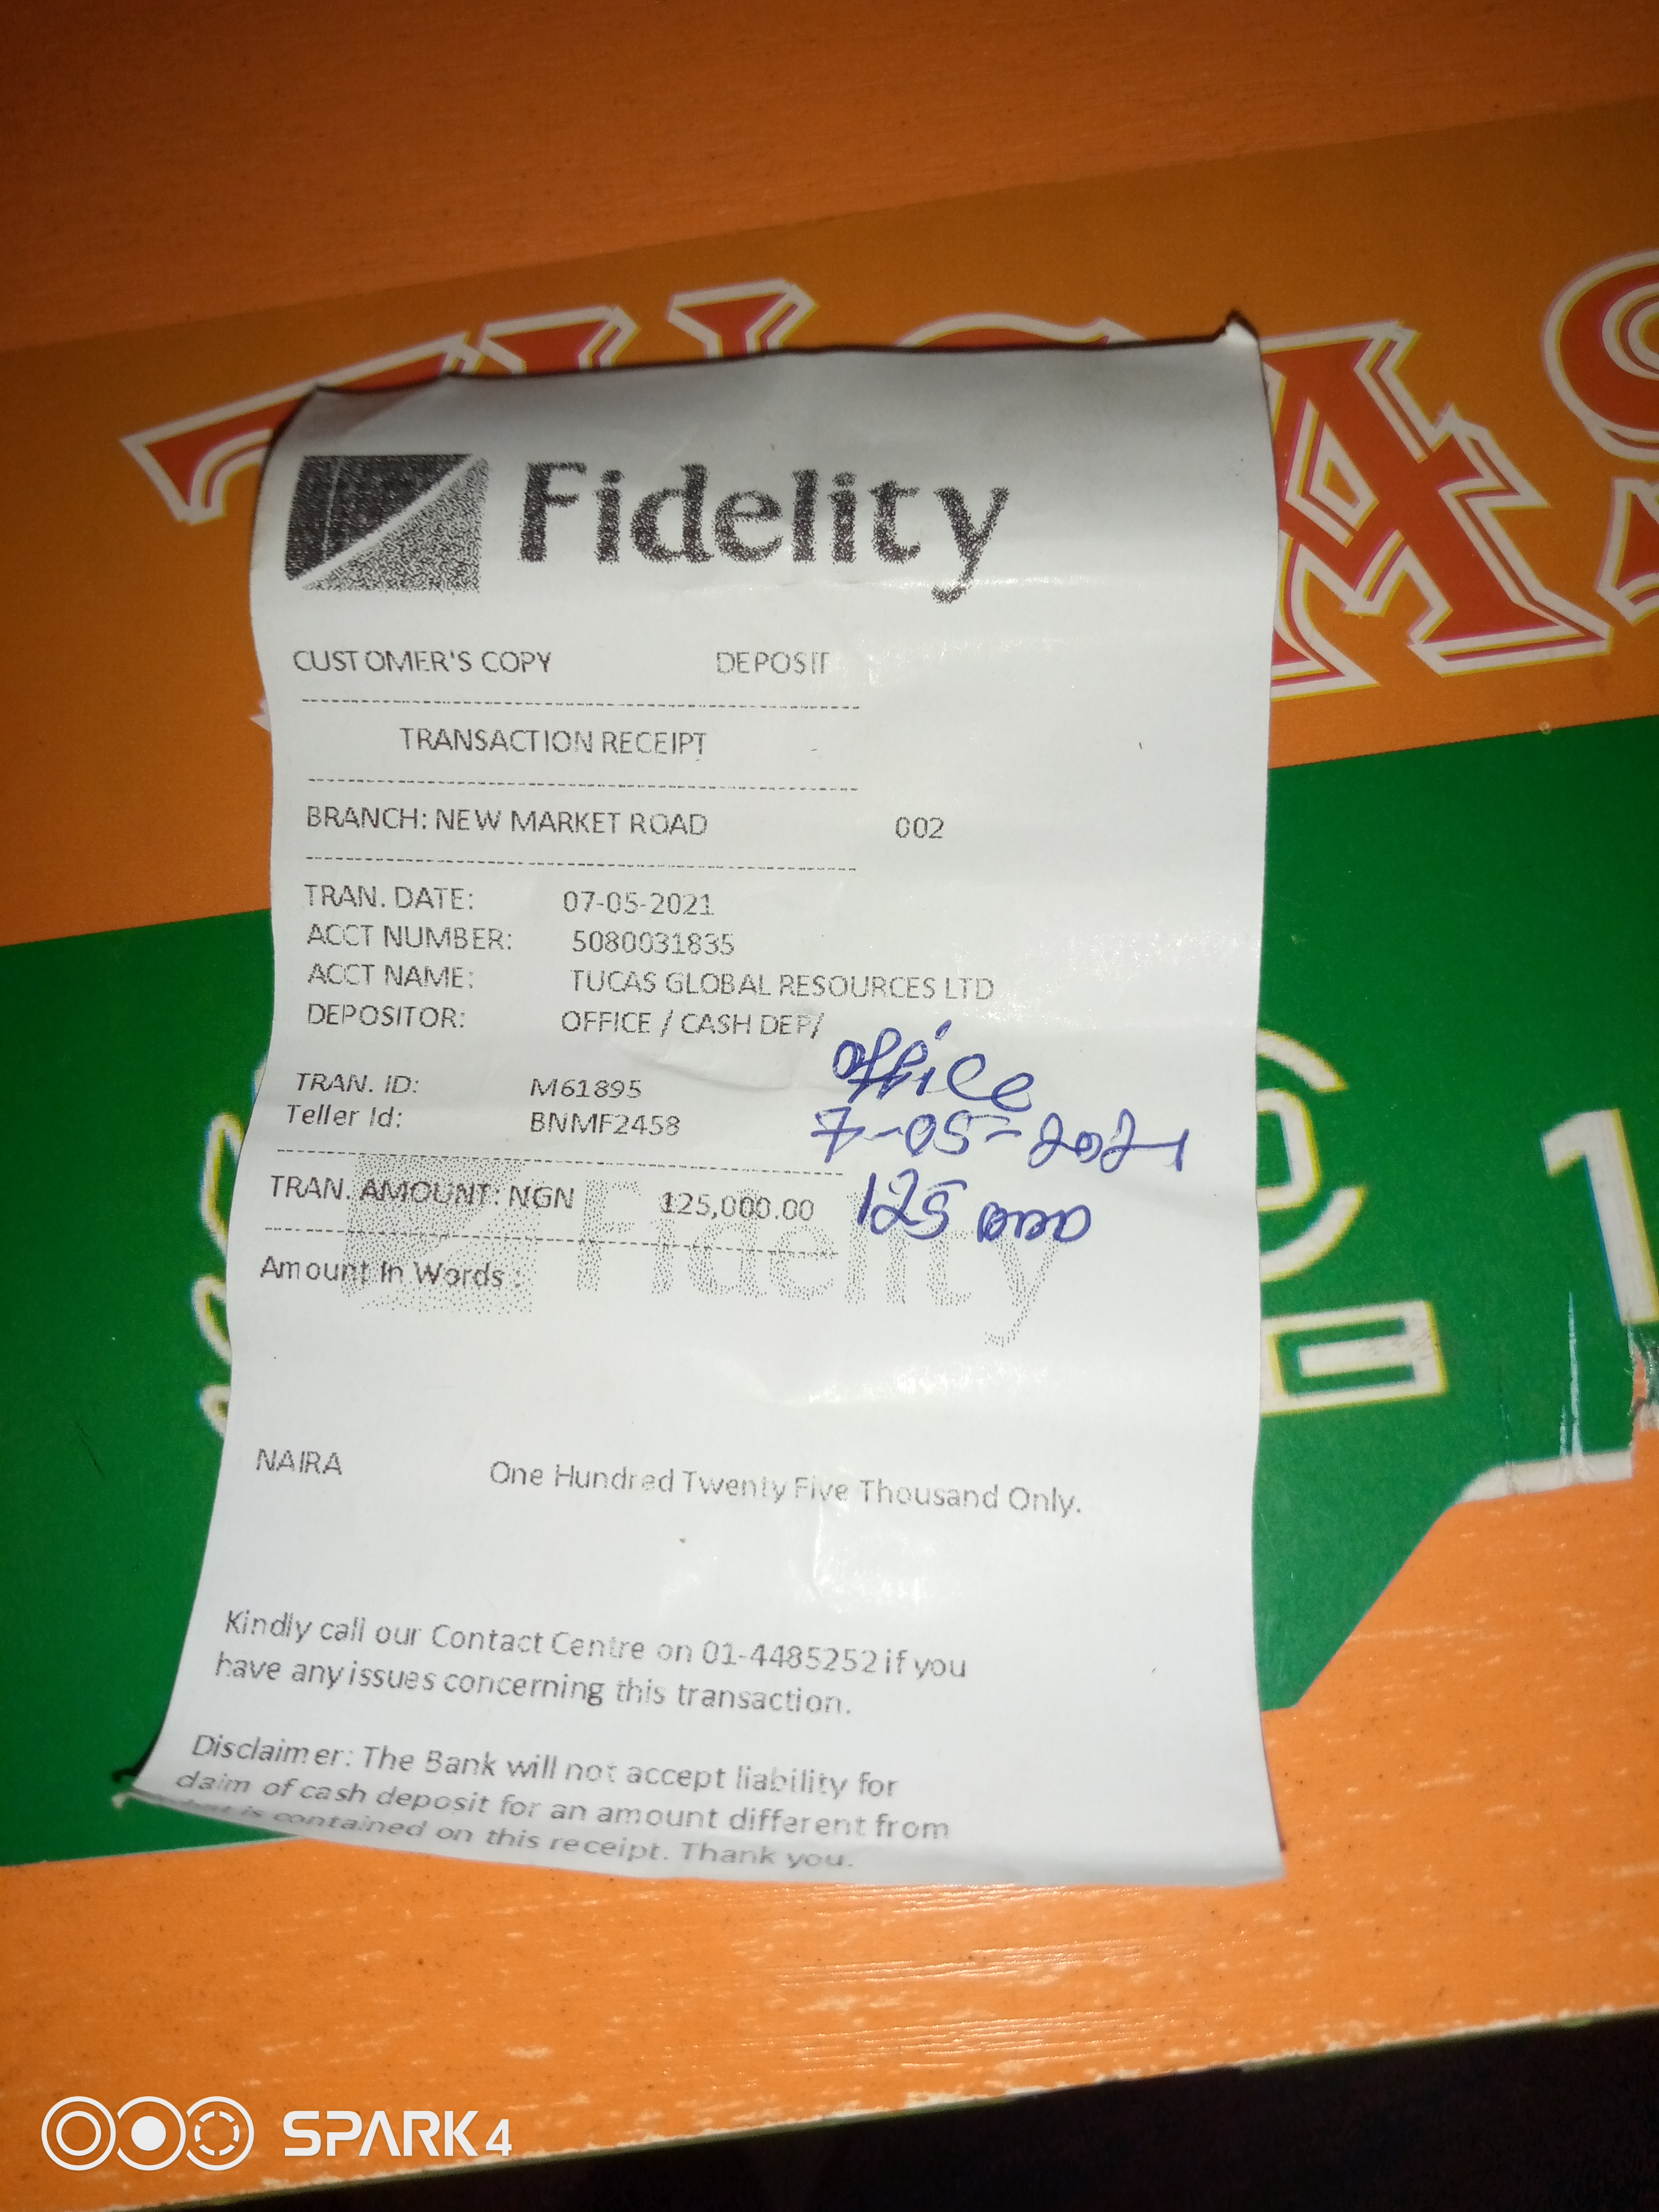 Fidelity
CUSTOMER'S COPY DEPOSIT
TRANSACTION RECEIPT
BRANCH: NEW MARKET ROAD 002
TRAN. DATE: 07-05-2021
ACCT NUMBER: 5080031835
ACCT NAME: TUCAS GLOBAL RESOURCES LTD
DEPOSITOR: OFFICE / CASH DEP/
office
TRAN. ID: M61895
Teller Id: BNMF2458
7-05-2021
TRAN. AMOUNT: NGN 125,000.00
125 000
Fidelity
Amount In Words :
NAIRA One Hundred Twenty Five Thousand Only.
Kindly call our Contact Centre on 01-4485252 if you
have any issues concerning this transaction.
Disclaimer: The Bank will not accept liability for
claim of cash deposit for an amount different from
what is contained on this receipt. Thank you.
SPARK 4